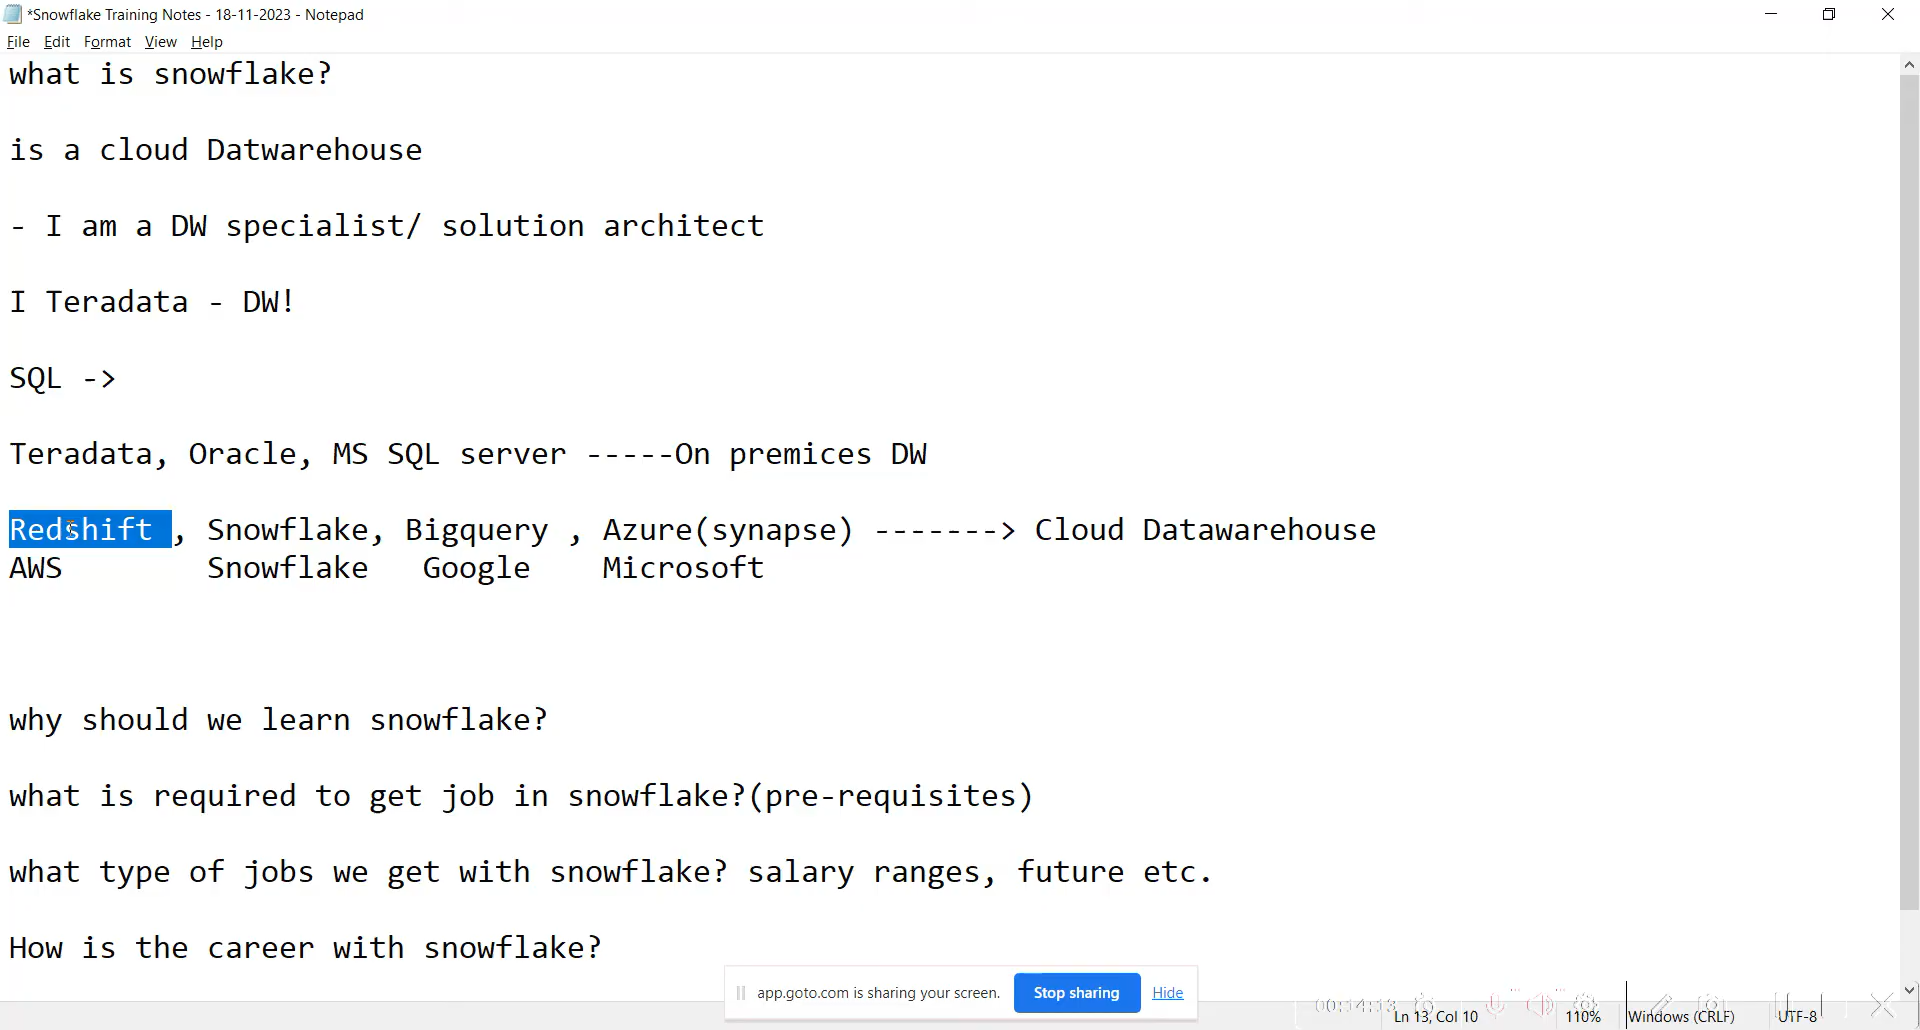 *Snowflake Training Notes - 18-11-2023 - Notepad
File Edit Format View Help
what is snowflake?
is a cloud Datwarehouse
- I am a DW specialist/ solution architect
I Teradata - DW!
SQL ->
Teradata, Oracle, MS SQL server -----On premices DW
Redshift , Snowflake, Bigquery , Azure(synapse) -------> Cloud Datawarehouse
AWS Snowflake Google Microsoft
why should we learn snowflake?
what is required to get job in snowflake?(pre-requisites)
what type of jobs we get with snowflake? salary ranges, future etc.
How is the career with snowflake?
app.goto.com is sharing your screen. Stop sharing Hide
Ln 13, Col 10 110% Windows (CRLF) UTF-8